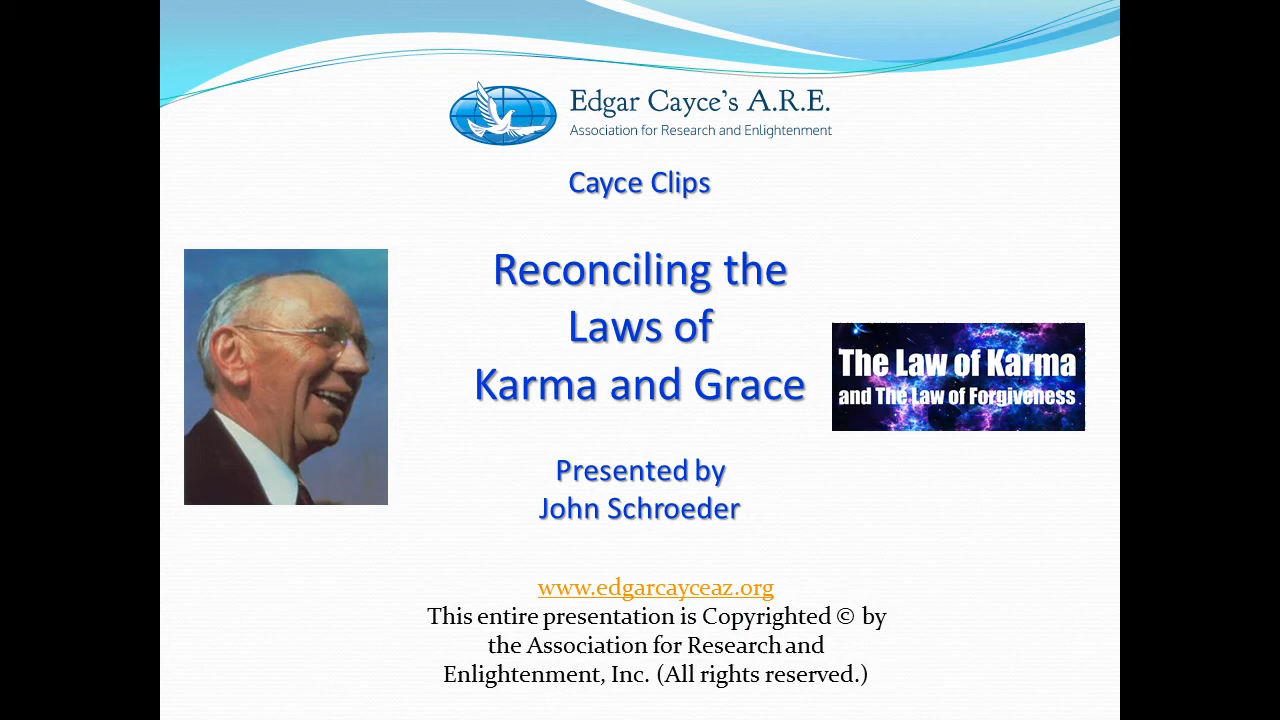 Edgar Cayce's A.R.E.
Association for Research and Enlightenment
Cayce Clips
Reconciling the
Laws of
Karma and Grace
The Law of Karma
and The Law of Forgiveness
Presented by
John Schroeder
www.edgarcayceaz.org
This entire presentation is Copyrighted © by
the Association for Research and
Enlightenment, Inc. (All rights reserved.)